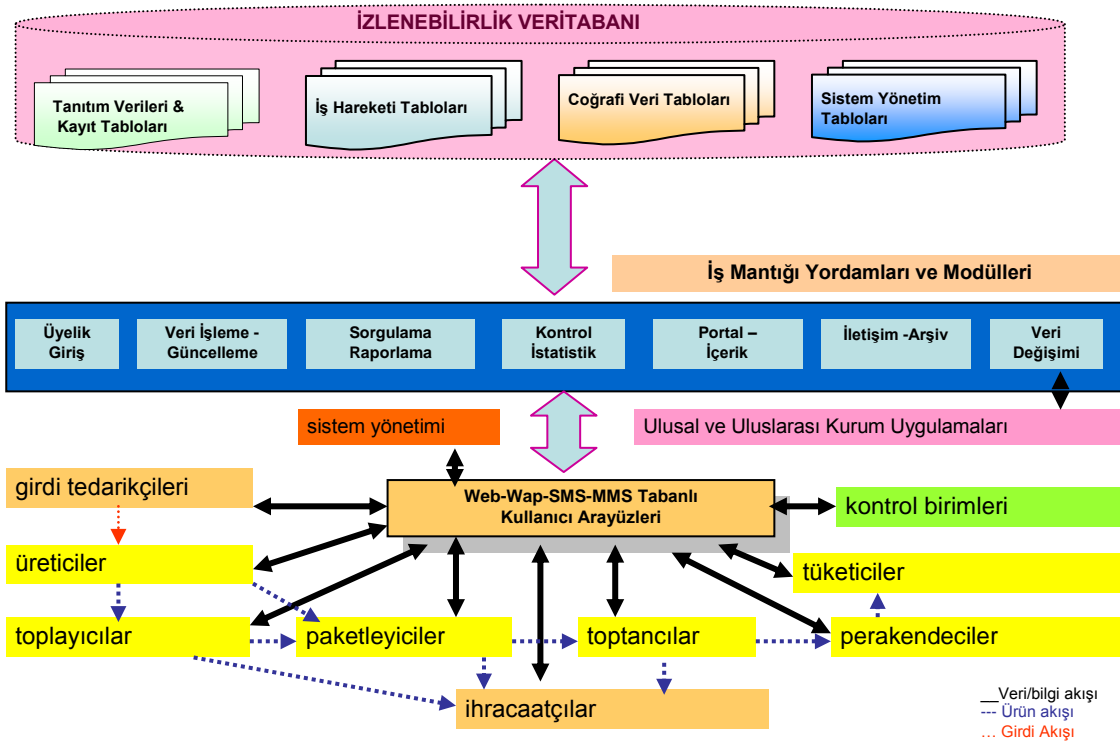 İZLENEBİLİRLİK VERİTABANI
Tanıtım Verileri &
Kayıt Tabloları
İş Hareketi Tabloları
Coğrafi Veri Tabloları
Sistem Yönetim
Tabloları
İş Mantığı Yordamları ve Modülleri
Üyelik
Giriş
Veri İşleme -
Güncelleme
Sorgulama
Raporlama
Kontrol
İstatistik
Portal –
İçerik
İletişim -Arşiv
Veri
Değişimi
sistem yönetimi
Ulusal ve Uluslarası Kurum Uygulamaları
girdi tedarikçileri
Web-Wap-SMS-MMS Tabanlı
Kullanıcı Arayüzleri
kontrol birimleri
üreticiler
tüketiciler
toplayıcılar
paketleyiciler
toptancılar
perakendeciler
ihracaatçılar
__Veri/bilgi akışı
--- Ürün akışı
... Girdi Akışı